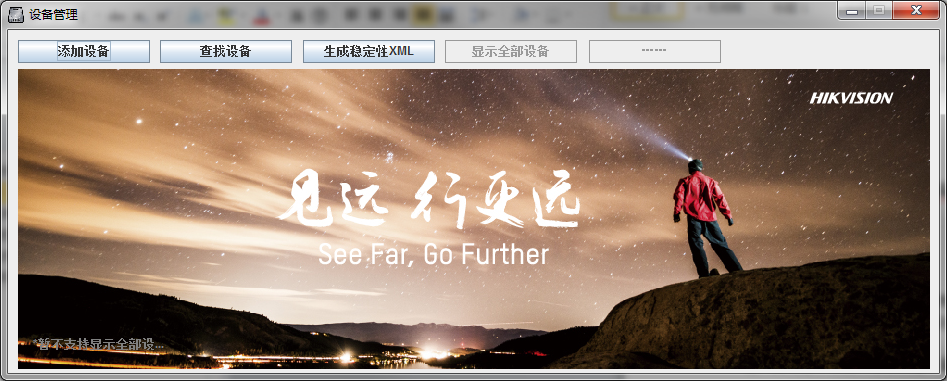 设备管理
添加设备
查找设备
生成稳定性XML
显示全部设备
------
HIKVISION
见远 行更远
See Far, Go Further
*暂不支持显示全部设...